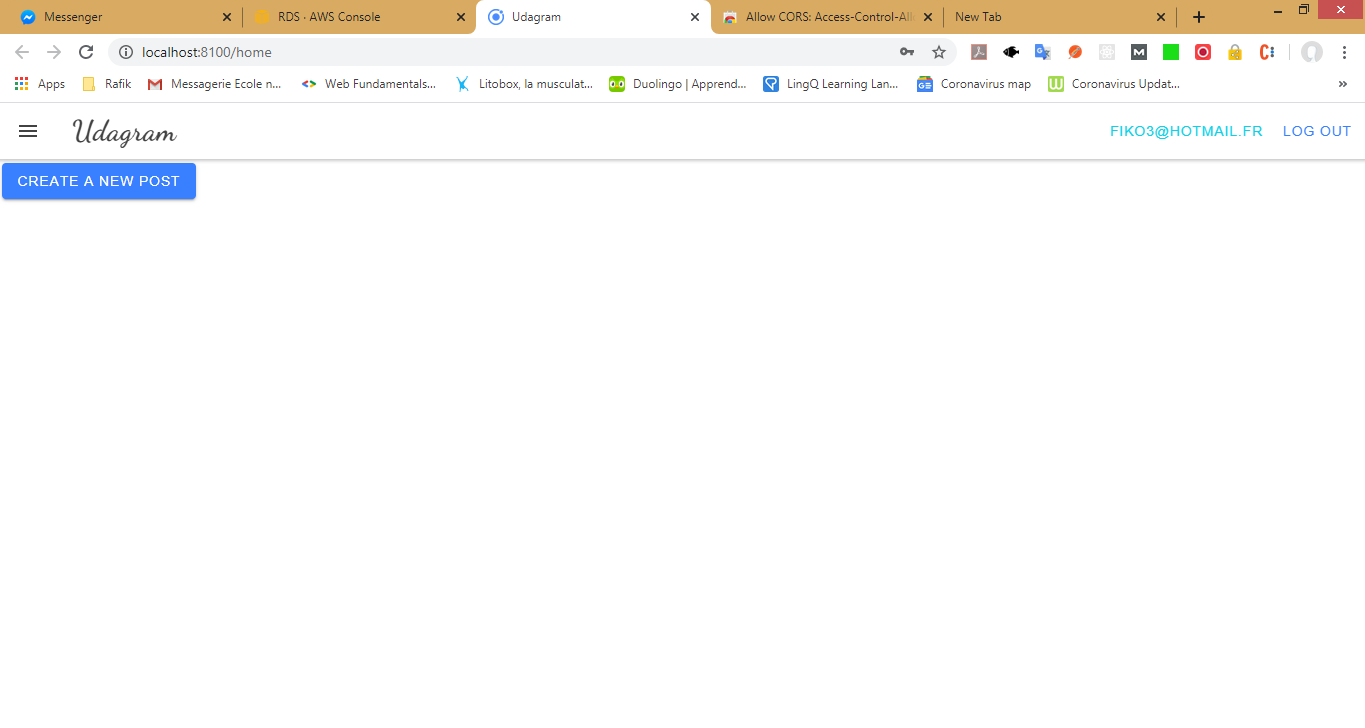 Messenger
RDS · AWS Console
Udagram
Allow CORS: Access-Control-All
New Tab
localhost:8100/home
Apps
Rafik
Messagerie Ecole n...
Web Fundamentals...
Litobox, la musculat...
Duolingo | Apprend...
LingQ Learning Lan...
Coronavirus map
Coronavirus Updat...
»
Udagram
FIKO3@HOTMAIL.FR
LOG OUT
CREATE A NEW POST